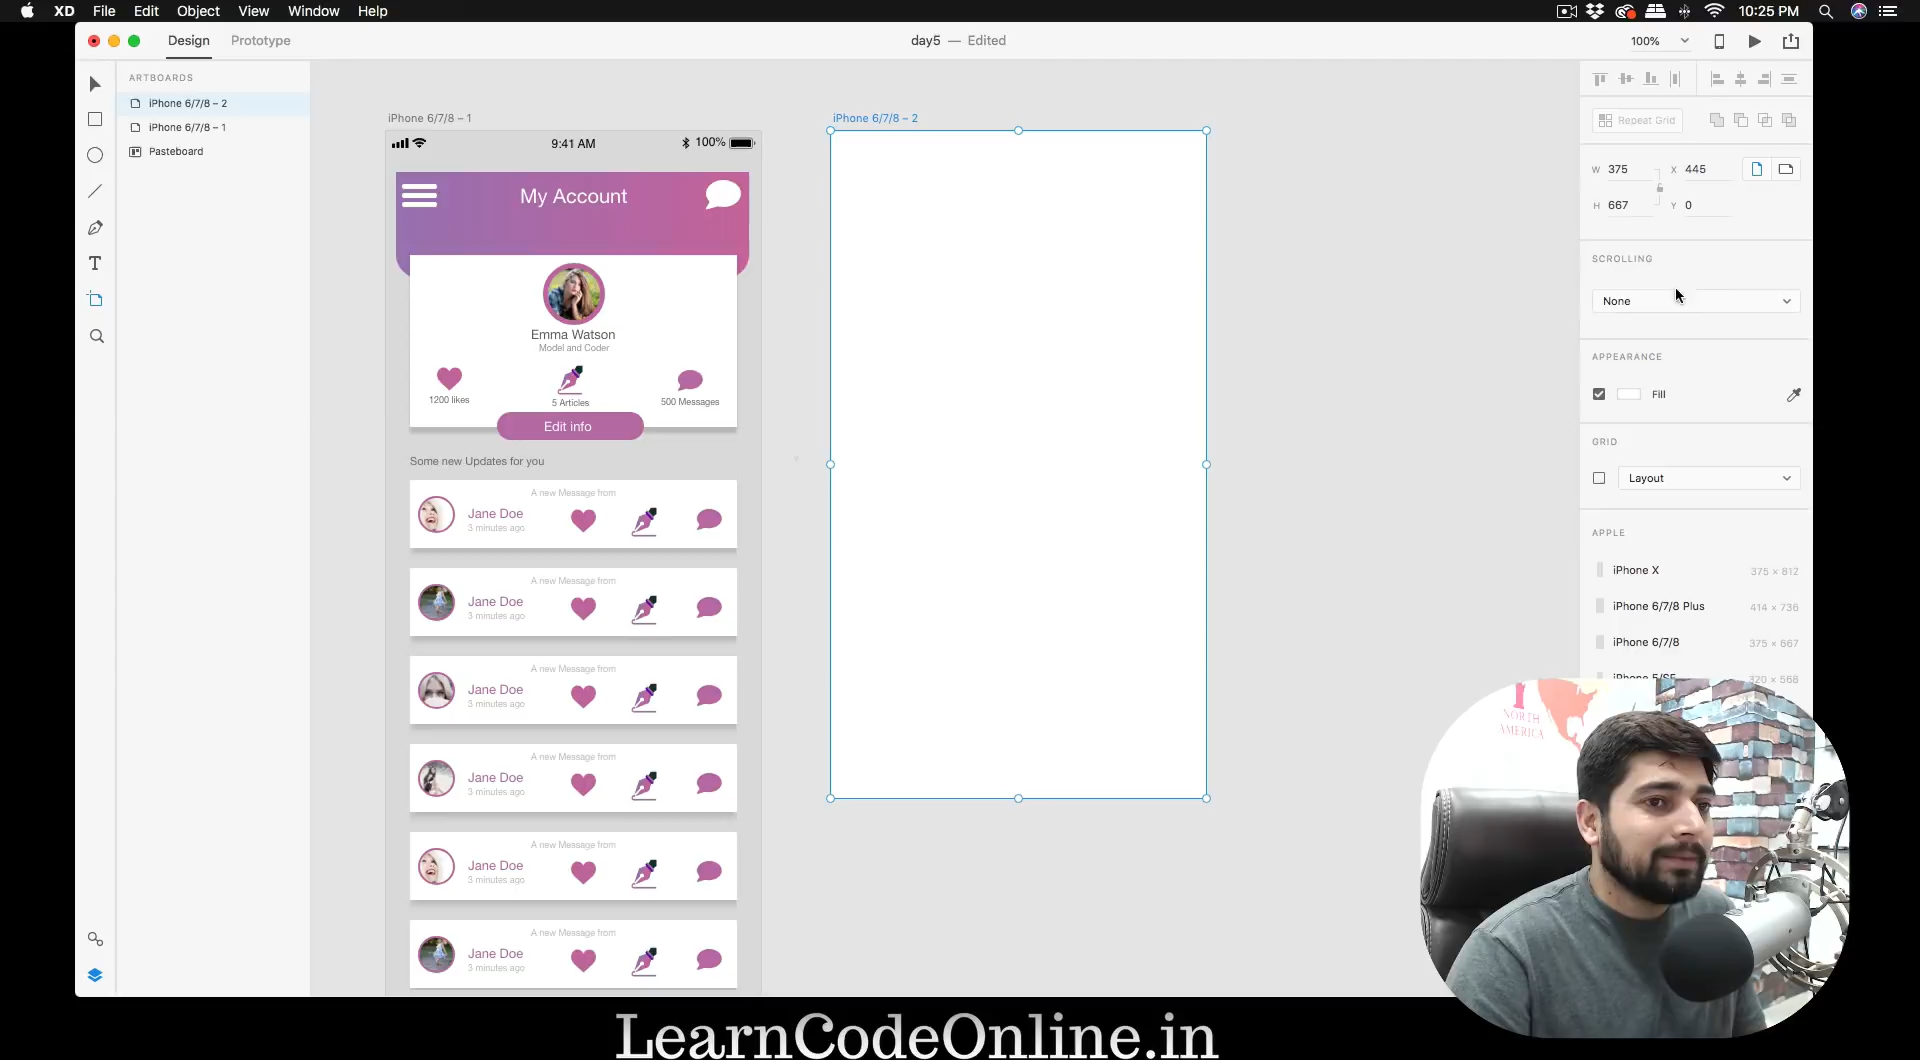 XD File Edit Object View Window Help
10:25 PM
Design Prototype
day5 — Edited
100%
ARTBOARDS
iPhone 6/7/8 – 2
iPhone 6/7/8 – 1
Pasteboard
iPhone 6/7/8 – 1
9:41 AM
100%
My Account
Emma Watson
Model and Coder
1200 likes
5 Articles
500 Messages
Edit info
Some new Updates for you
A new Message from
Jane Doe
3 minutes ago
A new Message from
Jane Doe
3 minutes ago
A new Message from
Jane Doe
3 minutes ago
A new Message from
Jane Doe
3 minutes ago
A new Message from
Jane Doe
3 minutes ago
A new Message from
Jane Doe
3 minutes ago
iPhone 6/7/8 – 2
Repeat Grid
W 375 X 445
H 667 Y 0
SCROLLING
None
APPEARANCE
Fill
GRID
Layout
APPLE
iPhone X 375 × 812
iPhone 6/7/8 Plus 414 × 736
iPhone 6/7/8 375 × 667
iPhone 5/SE 320 × 568
I
NORTH
AMERICA
LearnCodeOnline.in